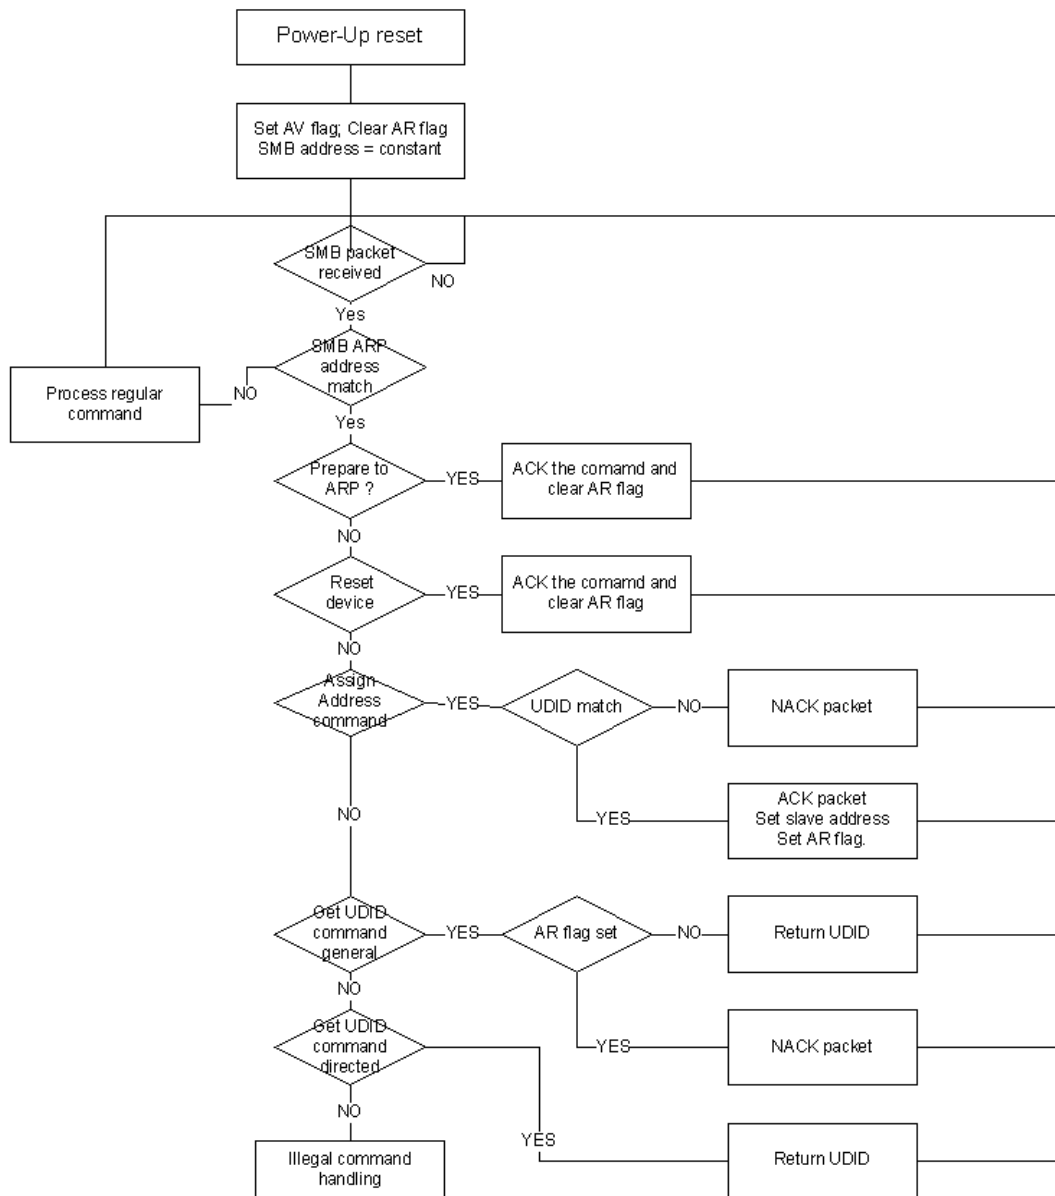 Power-Up reset
Set AV flag; Clear AR flag
SMB address = constant
SMB packet
received
NO
Yes
SMB ARP
address
match
NO
Process regular
command
Yes
Prepare to
ARP ?
YES
ACK the comamd and
clear AR flag
NO
Reset
device
YES
ACK the comamd and
clear AR flag
NO
Assign
Address
command
YES
UDID match
NO
NACK packet
YES
ACK packet
Set slave address
Set AR flag.
NO
Get UDID
command
general
YES
AR flag set
NO
Return UDID
NO
YES
NACK packet
Get UDID
command
directed
NO
YES
Return UDID
Illegal command
handling